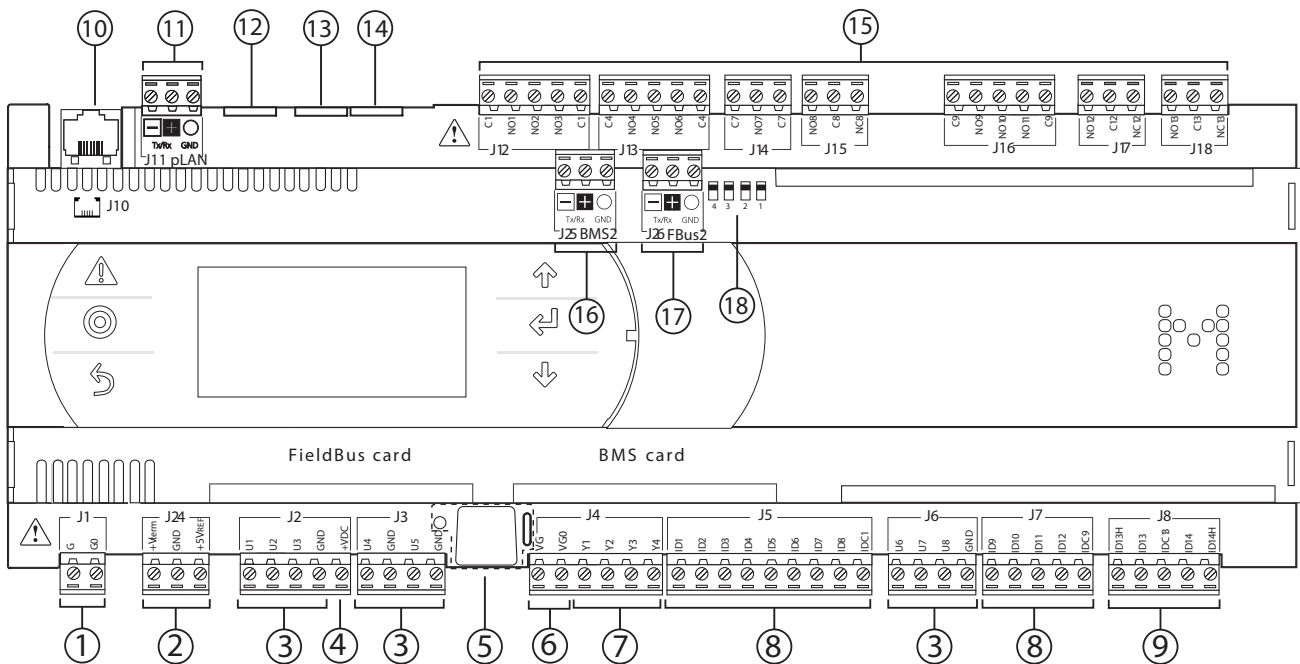 10 11 12 13 14 15
C1 NO1 NO2 NO3 C1
J12
C4 NO4 NO5 NO6 C4
J13
C7 NO7 C7
J14
NO8 C8 NC8
J15
C9 NO9 NO10 NO11 C9
J16
NO12 C12 NC12
J17
NO13 C13 NC13
J18
Tx/Rx GND
J11 pLAN
J10
Tx/Rx GND
J25 BMS2
Tx/Rx GND
J26 FBus2
4 3 2 1
16 17 18
FieldBus card BMS card
J1
G G0
J24
+Vterm GND +5VREF
J2
U1 U2 U3 GND +VDC
J3
U4 GND U5 GND
J4
VG VG0 Y1 Y2 Y3 Y4
J5
ID1 ID2 ID3 ID4 ID5 ID6 ID7 ID8 IDC1
J6
U6 U7 U8 GND
J7
ID9 ID10 ID11 ID12 IDC9
J8
ID13H ID13 IDC13 ID14 ID14H
1 2 3 4 3 5 6 7 8 3 8 9